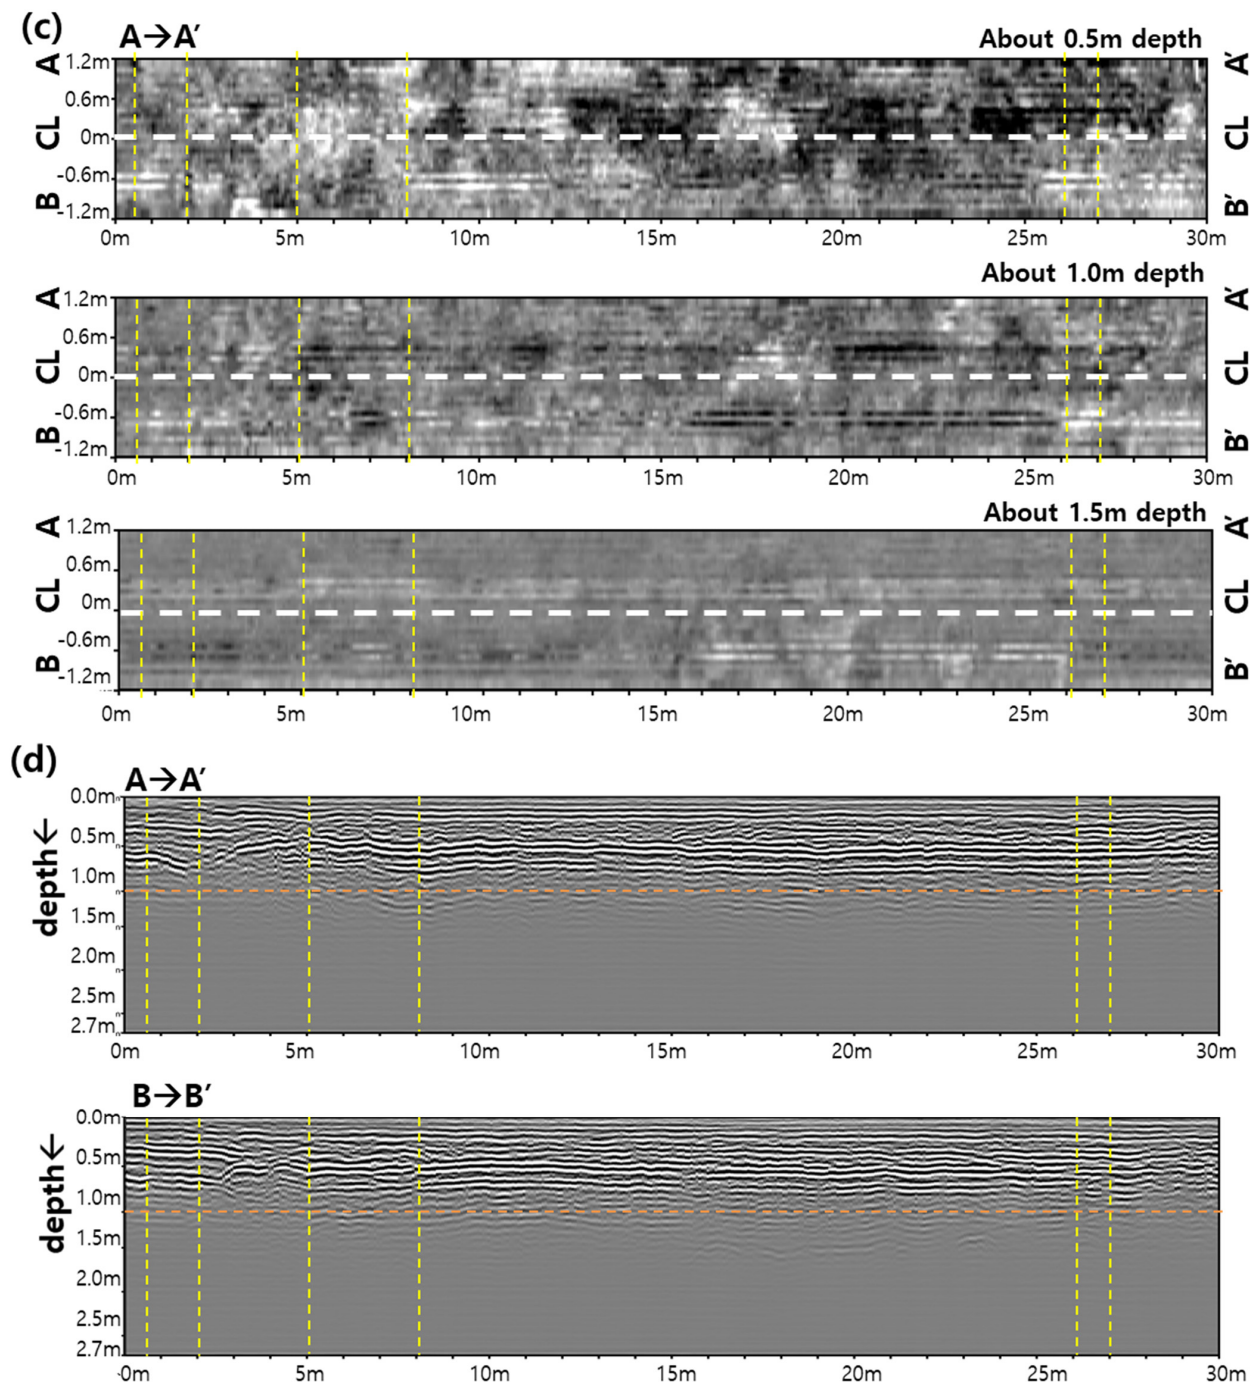 (c)
A→A′
About 0.5m depth
A
CL
B
1.2m
0.6m
0m
-0.6m
-1.2m
A′
CL
B′
0m 5m 10m 15m 20m 25m 30m
About 1.0m depth
A
CL
B
1.2m
0.6m
0m
-0.6m
-1.2m
A′
CL
B′
0m 5m 10m 15m 20m 25m 30m
About 1.5m depth
A
CL
B
1.2m
0.6m
0m
-0.6m
-1.2m
A′
CL
B′
0m 5m 10m 15m 20m 25m 30m
(d)
A→A′
depth←
0.0m
0.5m
1.0m
1.5m
2.0m
2.5m
2.7m
0m 5m 10m 15m 20m 25m 30m
B→B′
depth←
0.0m
0.5m
1.0m
1.5m
2.0m
2.5m
2.7m
0m 5m 10m 15m 20m 25m 30m